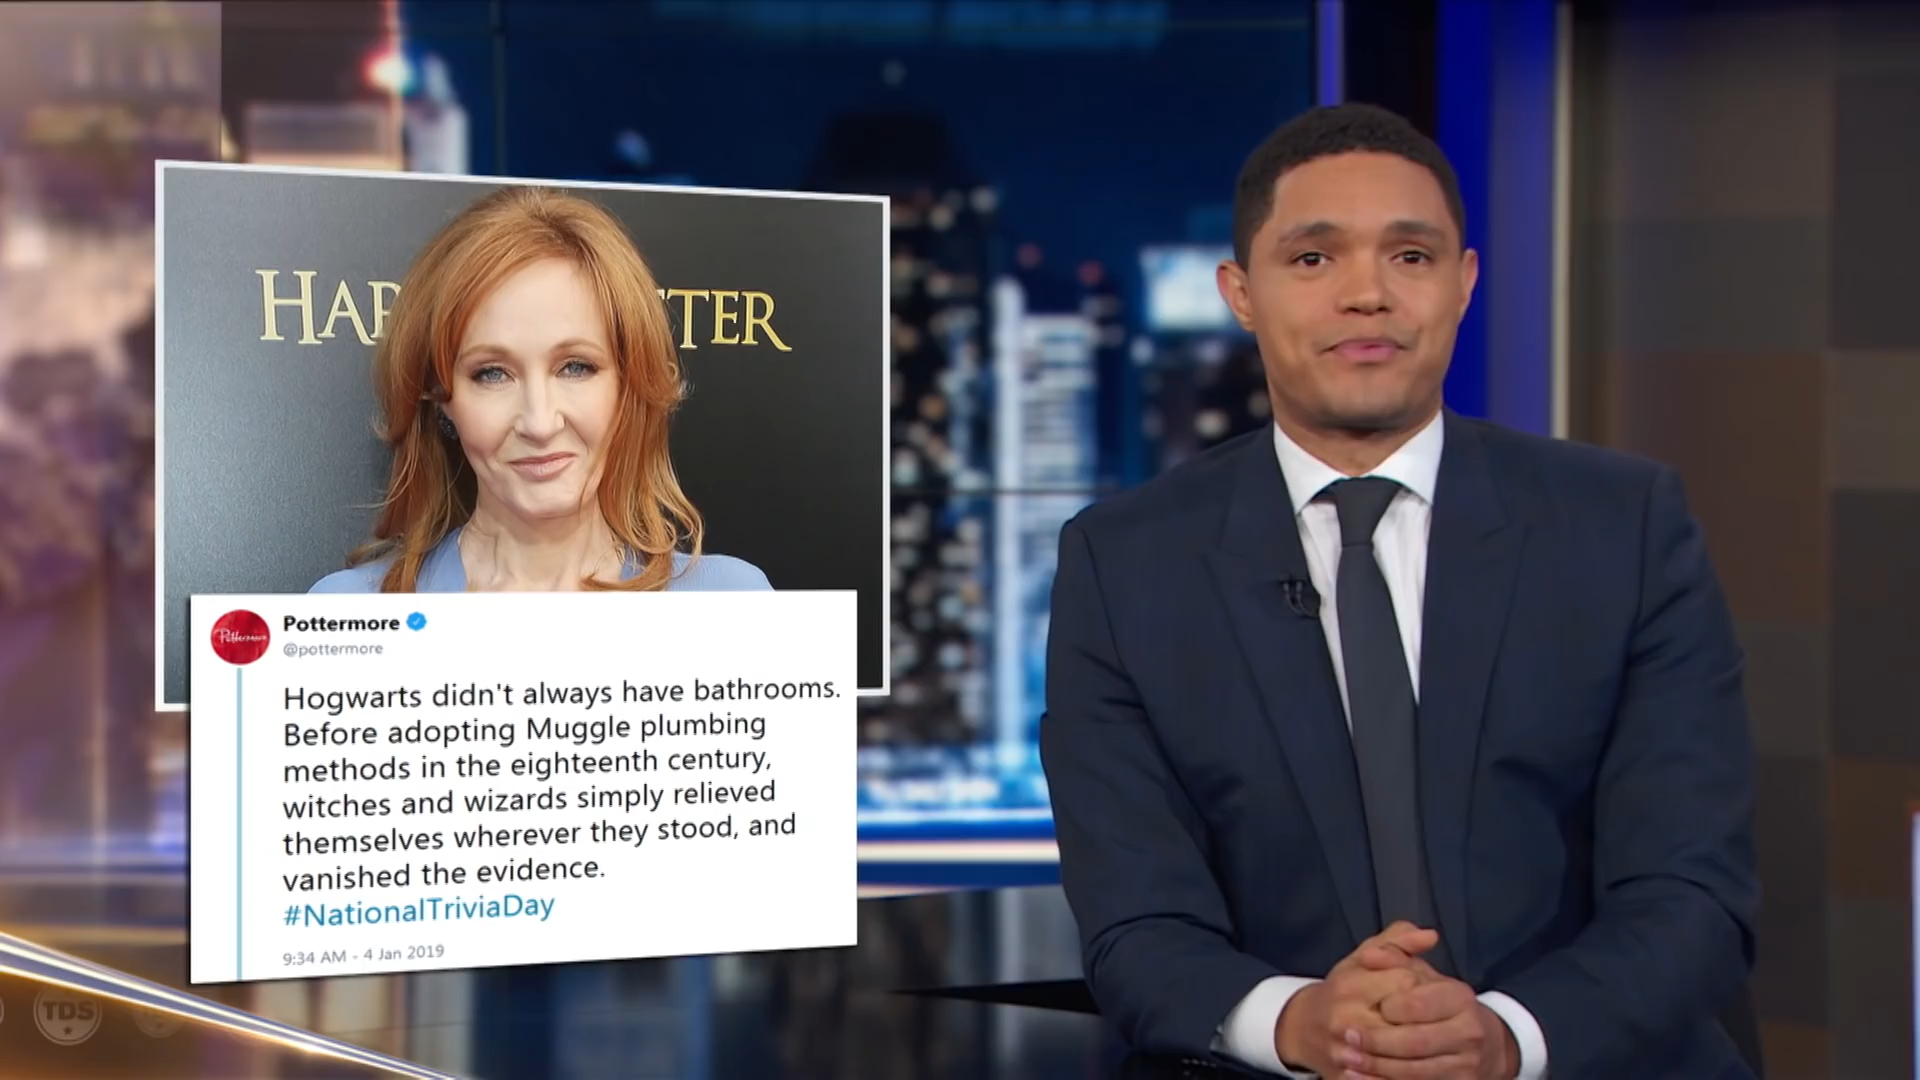 HAR TTER
Pottermore
Pottermore
@pottermore
Hogwarts didn't always have bathrooms.
Before adopting Muggle plumbing
methods in the eighteenth century,
witches and wizards simply relieved
themselves wherever they stood, and
vanished the evidence.
#NationalTriviaDay
9:34 AM - 4 Jan 2019
TDS